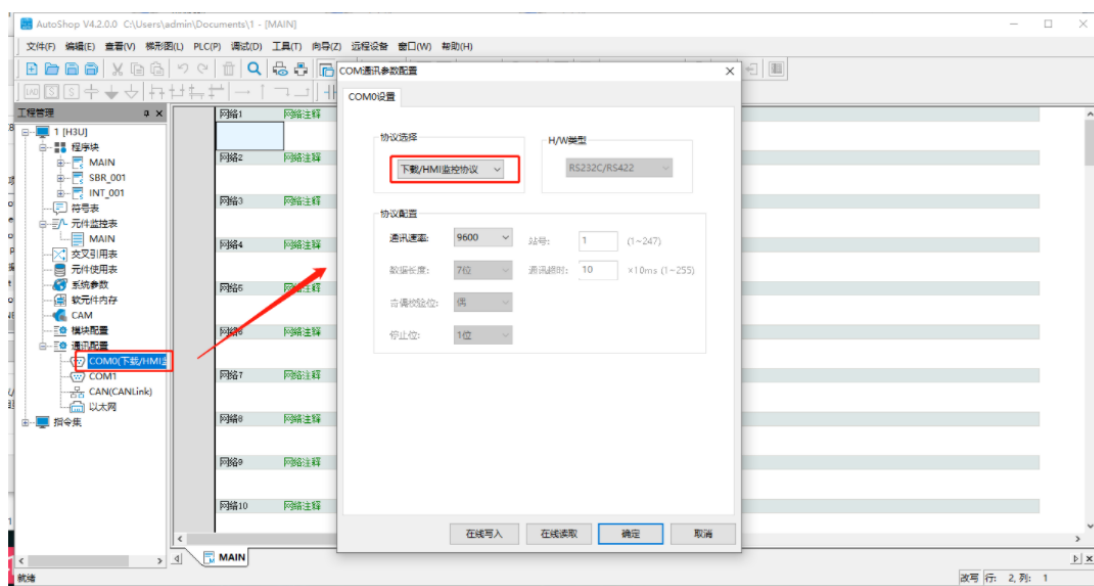 AutoShop V4.2.0.0 C:\Users\admin\Documents\1 - [MAIN]
文件(F) 编辑(E) 查看(V) 梯形图(L) PLC(P) 调试(D) 工具(T) 向导(Z) 远程设备 窗口(W) 帮助(H)
工程管理
1 [H3U]
程序块
MAIN
SBR_001
INT_001
符号表
元件监控表
MAIN
交叉引用表
元件使用表
系统参数
软元件内存
CAM
模块配置
通讯配置
COM0(下载/HMI
COM1
CAN(CANLink)
以太网
指令集
网络1 网络注释
网络2 网络注释
网络3 网络注释
网络4 网络注释
网络5 网络注释
网络6 网络注释
网络7 网络注释
网络8 网络注释
网络9 网络注释
网络10 网络注释
COM通讯参数配置
COM0设置
协议选择
下载/HMI监控协议
H/W类型
RS232C/RS422
协议配置
通讯速率: 9600 站号: 1 (1~247)
数据长度: 7位 通讯超时: 10 ×10ms (1~255)
奇偶校验位: 偶
停止位: 1位
在线写入 在线读取 确定 取消
MAIN
就绪
改写 行: 2, 列: 1